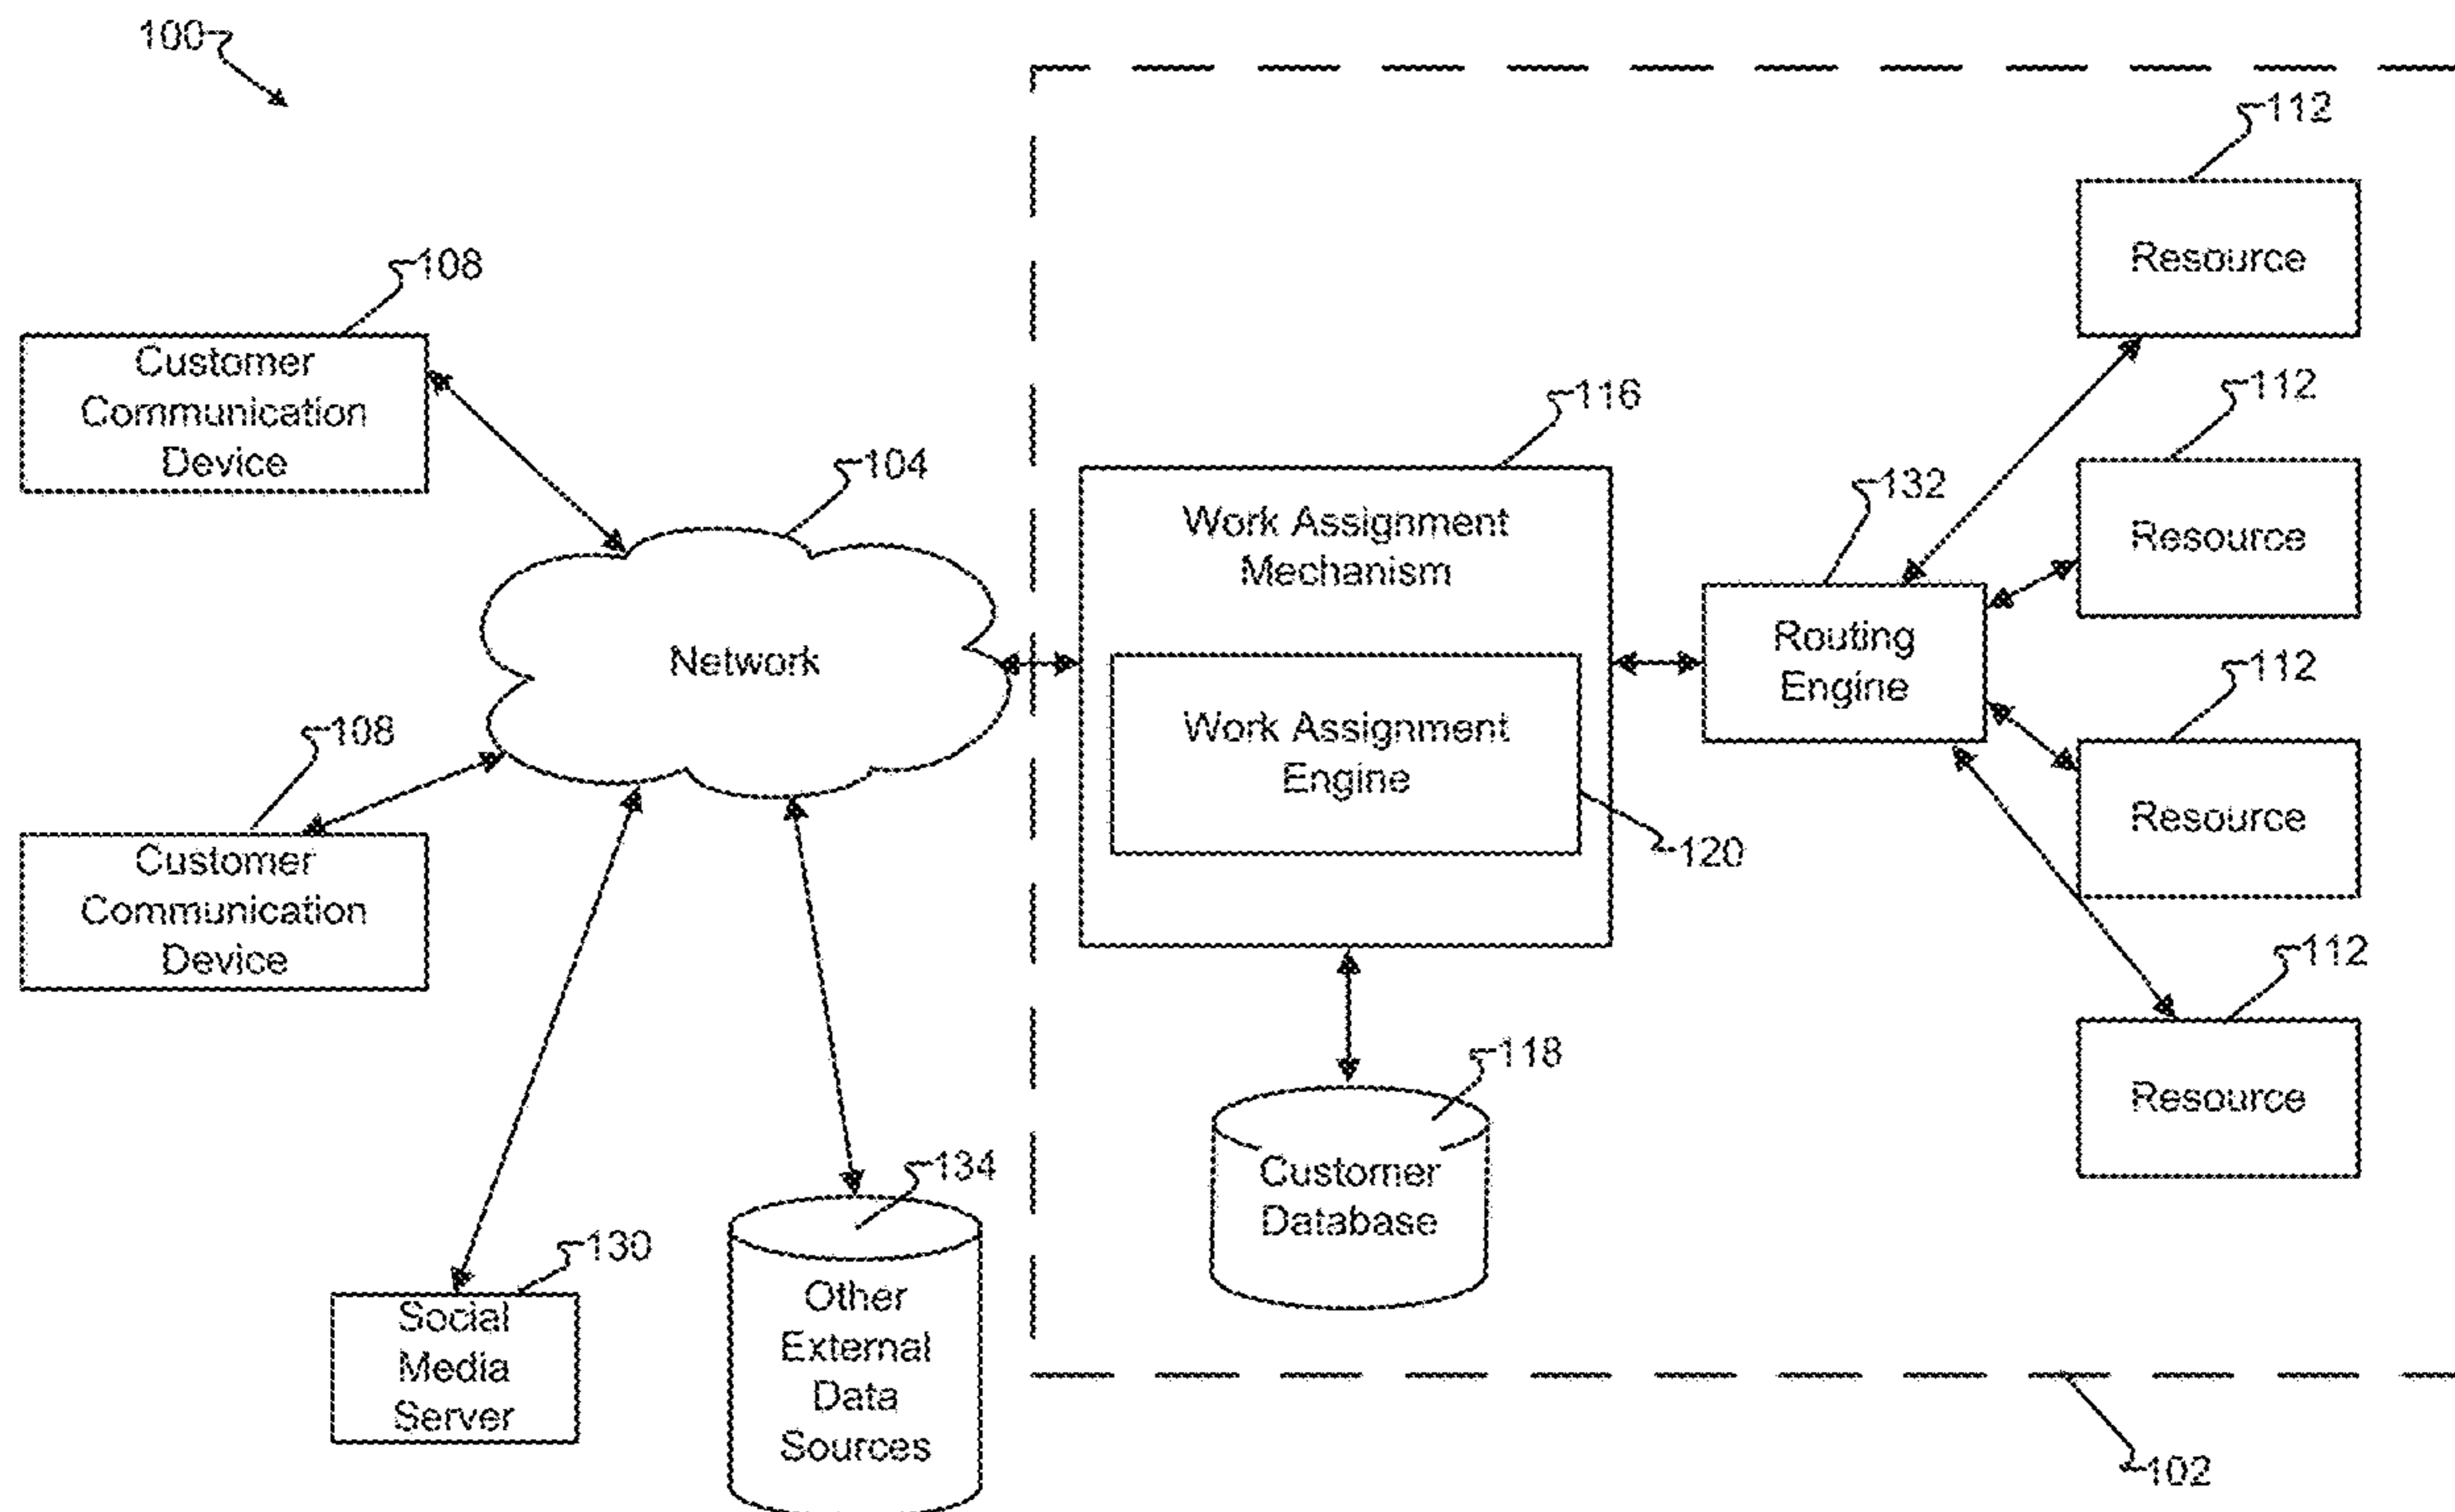 100
112
Resource
108
Customer
Communication
Device
112
116
104
132
Resource
Work Assignment
Mechanism
Network
Routing
Engine
112
108
Work Assignment
Engine
Resource
120
Customer
Communication
Device
112
118
Resource
134
Customer
Database
130
Social
Media
Server
Other
External
Data
Sources
102